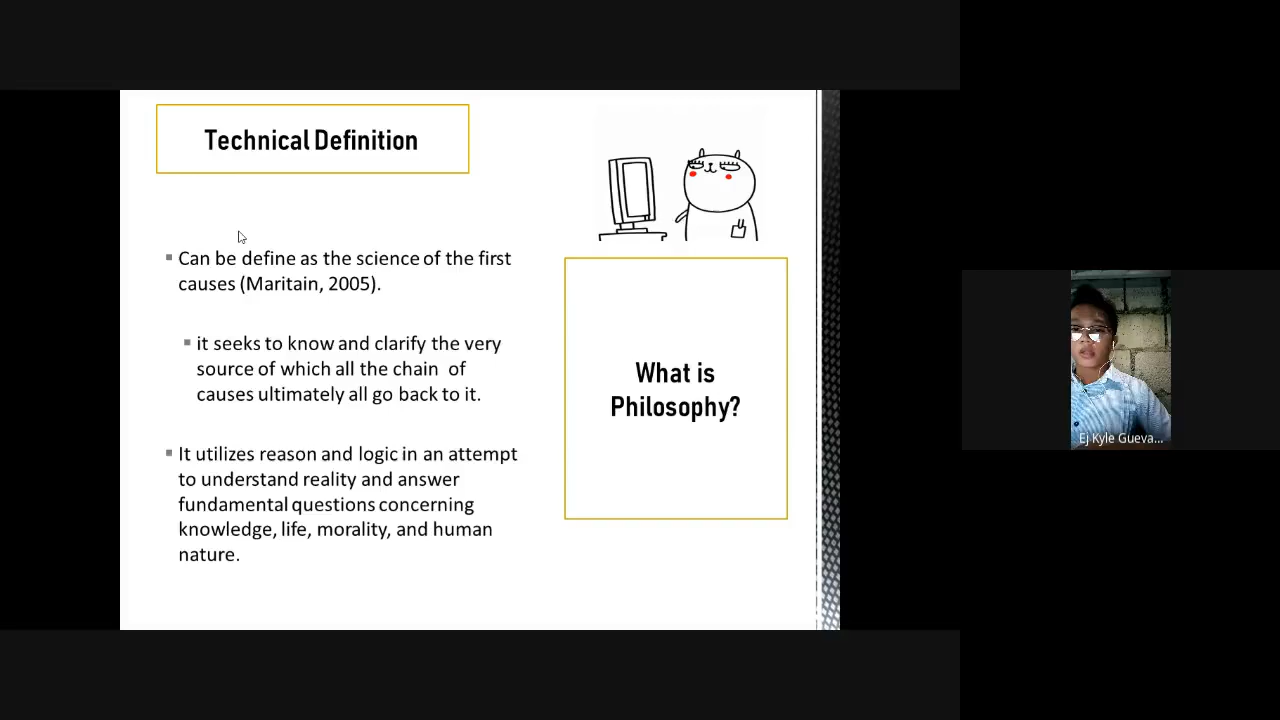 Technical Definition
Can be define as the science of the first
causes (Maritain, 2005).
it seeks to know and clarify the very
source of which all the chain of
causes ultimately all go back to it.
It utilizes reason and logic in an attempt
to understand reality and answer
fundamental questions concerning
knowledge, life, morality, and human
nature.
What is
Philosophy?
Ej Kyle Gueva...